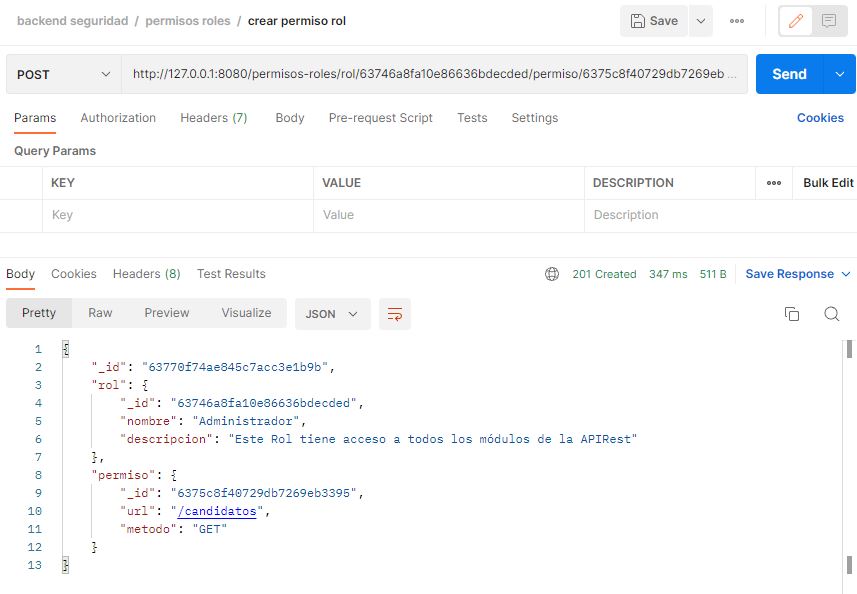 backend seguridad / permisos roles / crear permiso rol Save
POST http://127.0.0.1:8080/permisos-roles/rol/63746a8fa10e86636bdecded/permiso/6375c8f40729db7269eb ... Send
Params Authorization Headers (7) Body Pre-request Script Tests Settings Cookies
Query Params
KEY VALUE DESCRIPTION Bulk Edit
Key Value Description
Body Cookies Headers (8) Test Results 201 Created 347 ms 511 B Save Response
Pretty Raw Preview Visualize JSON
1 {
2 "_id": "63770f74ae845c7acc3e1b9b",
3 "rol": {
4 "_id": "63746a8fa10e86636bdecded",
5 "nombre": "Administrador",
6 "descripcion": "Este Rol tiene acceso a todos los módulos de la APIRest"
7 },
8 "permiso": {
9 "_id": "6375c8f40729db7269eb3395",
10 "url": "/candidatos",
11 "metodo": "GET"
12 }
13 }